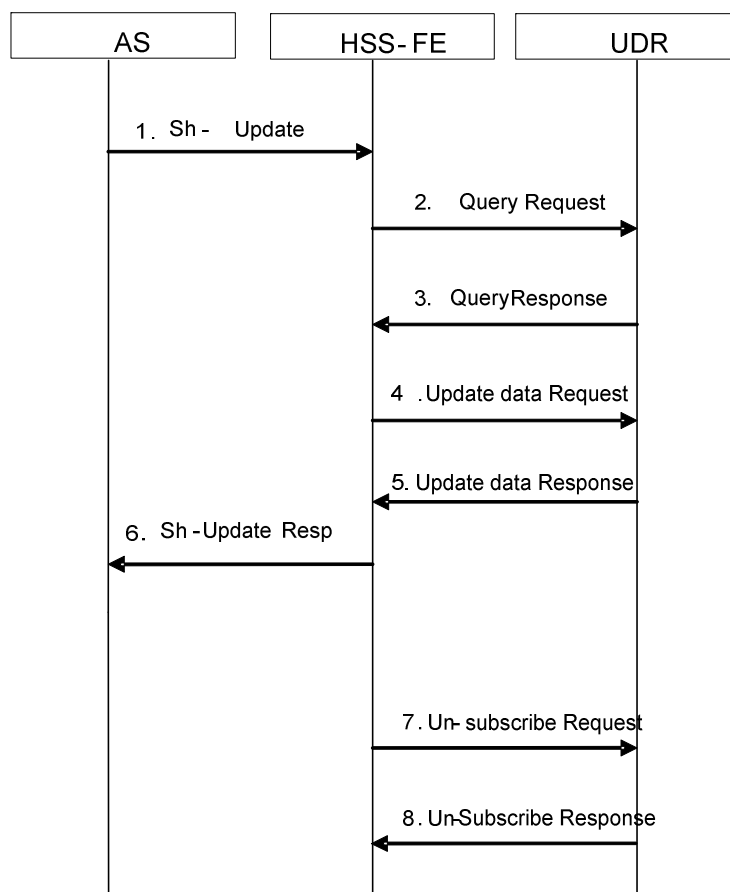 AS
HSS-FE
UDR
1. Sh- Update
2. Query Request
3. QueryResponse
4 .Update data Request
5. Update data Response
6. Sh-Update Resp
7. Un-subscribe Request
8. Un-Subscribe Response